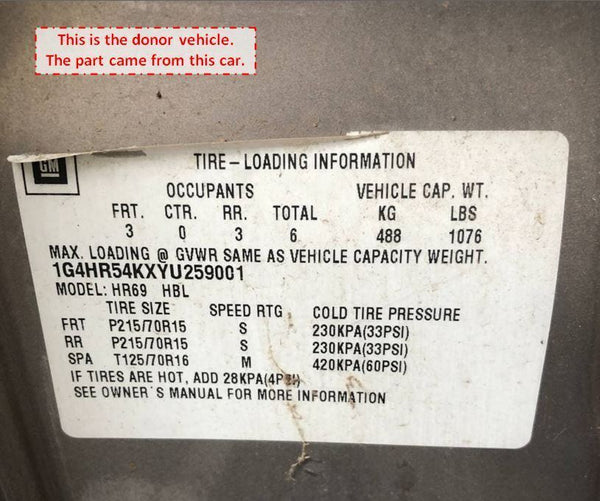 This is the donor vehicle.
The part came from this car.
GM
TIRE-LOADING INFORMATION
OCCUPANTS VEHICLE CAP. WT.
FRT. CTR. RR. TOTAL KG LBS
3 0 3 6 488 1076
MAX. LOADING @ GVWR SAME AS VEHICLE CAPACITY WEIGHT.
1G4HR54KXYU259001
MODEL: HR69 HBL
TIRE SIZE SPEED RTG COLD TIRE PRESSURE
FRT P215/70R15 S 230KPA(33PSI)
RR P215/70R15 S 230KPA(33PSI)
SPA T125/70R16 M 420KPA(60PSI)
IF TIRES ARE HOT, ADD 28KPA(4PSI)
SEE OWNER'S MANUAL FOR MORE INFORMATION